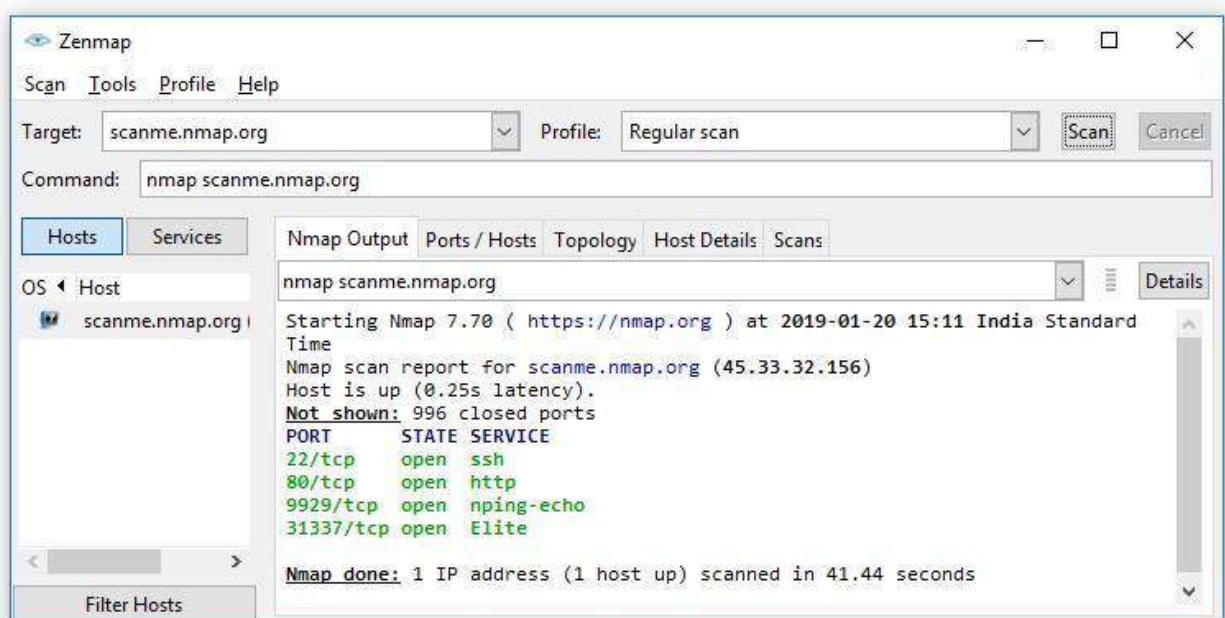 Zenmap
Scan Tools Profile Help
Target: scanme.nmap.org Profile: Regular scan Scan Cancel
Command: nmap scanme.nmap.org
Hosts Services
Nmap Output Ports / Hosts Topology Host Details Scans
OS Host
scanme.nmap.org (
nmap scanme.nmap.org Details
Starting Nmap 7.70 ( https://nmap.org ) at 2019-01-20 15:11 India Standard
Time
Nmap scan report for scanme.nmap.org (45.33.32.156)
Host is up (0.25s latency).
Not shown: 996 closed ports
PORT STATE SERVICE
22/tcp open ssh
80/tcp open http
9929/tcp open nping-echo
31337/tcp open Elite
Nmap done: 1 IP address (1 host up) scanned in 41.44 seconds
Filter Hosts